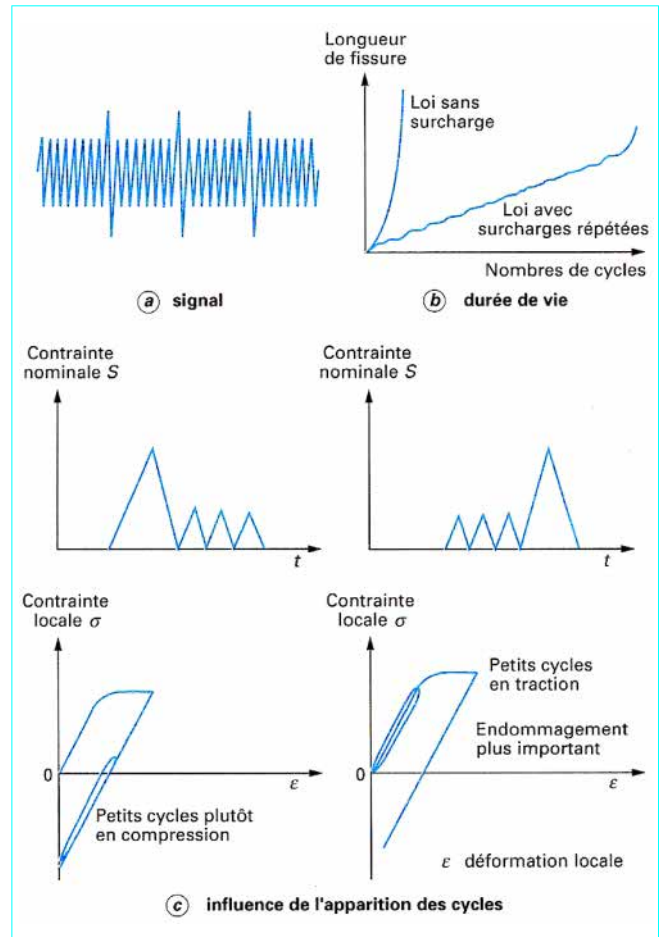 Longueur
de fissure
Loi sans
surcharge
Loi avec
surcharges répétées
Nombres de cycles
a signal
b durée de vie
Contrainte
nominale S
t
Contrainte
nominale S
t
Contrainte
locale σ
0
ε
Petits cycles plutôt
en compression
Contrainte
locale σ
Petits cycles
en traction
Endommagement
plus important
0
ε
ε déformation locale
c influence de l'apparition des cycles